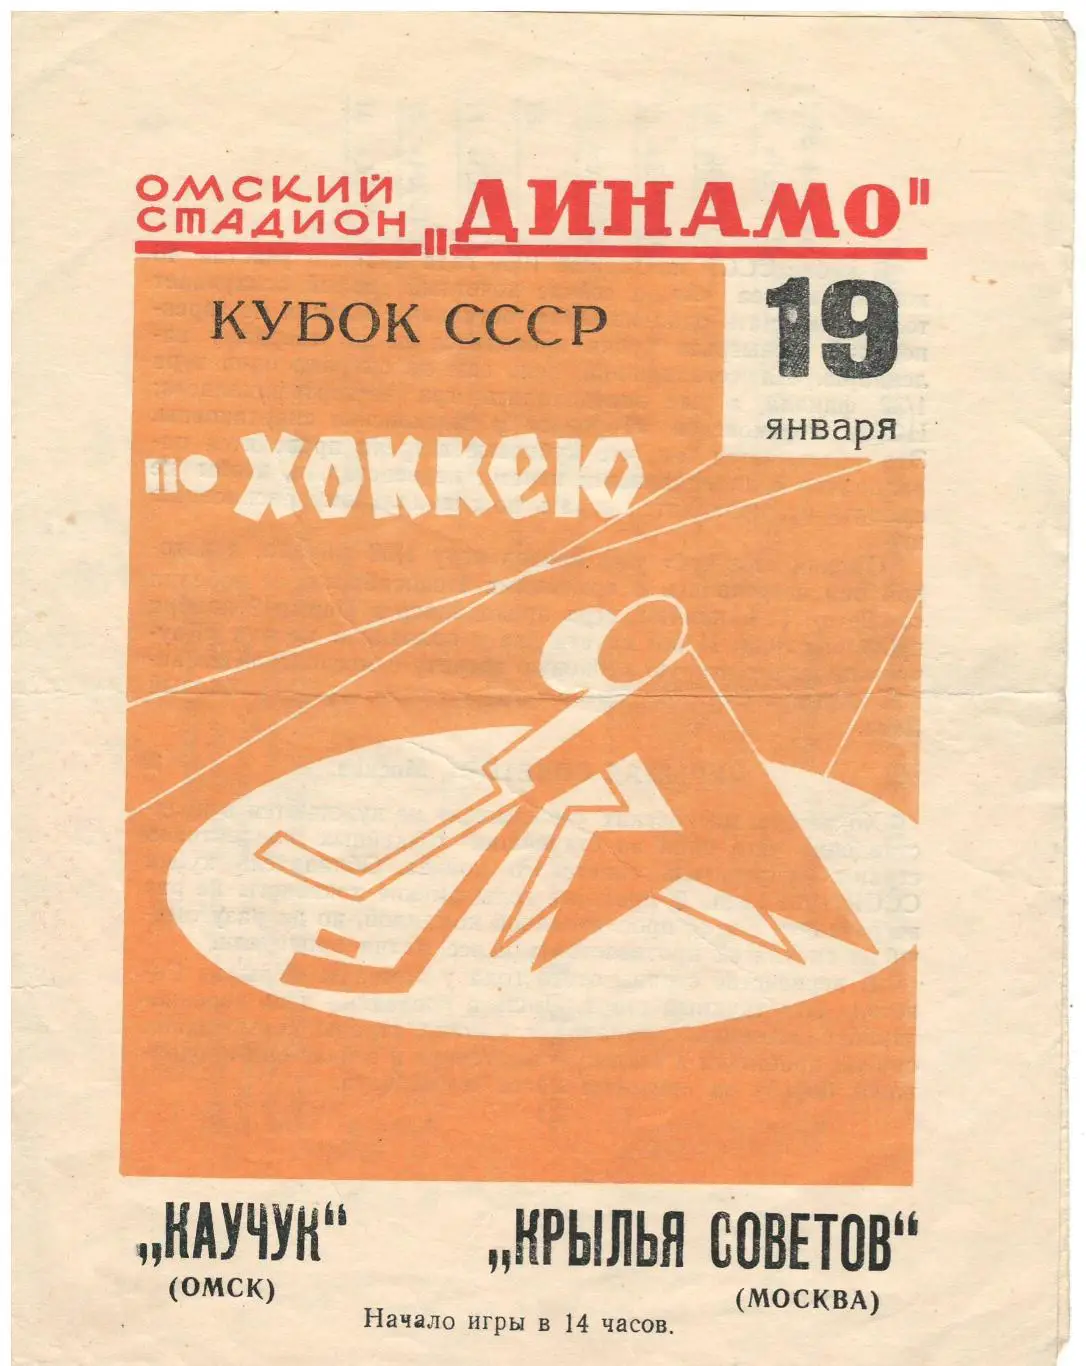 ОМСКИЙ
СТАДИОН „ДИНАМО"
КУБОК СССР
19
января
по хоккею
„КАУЧУК“
(ОМСК)
„КРЫЛЬЯ СОВЕТОВ“
(МОСКВА)
Начало игры в 14 часов.